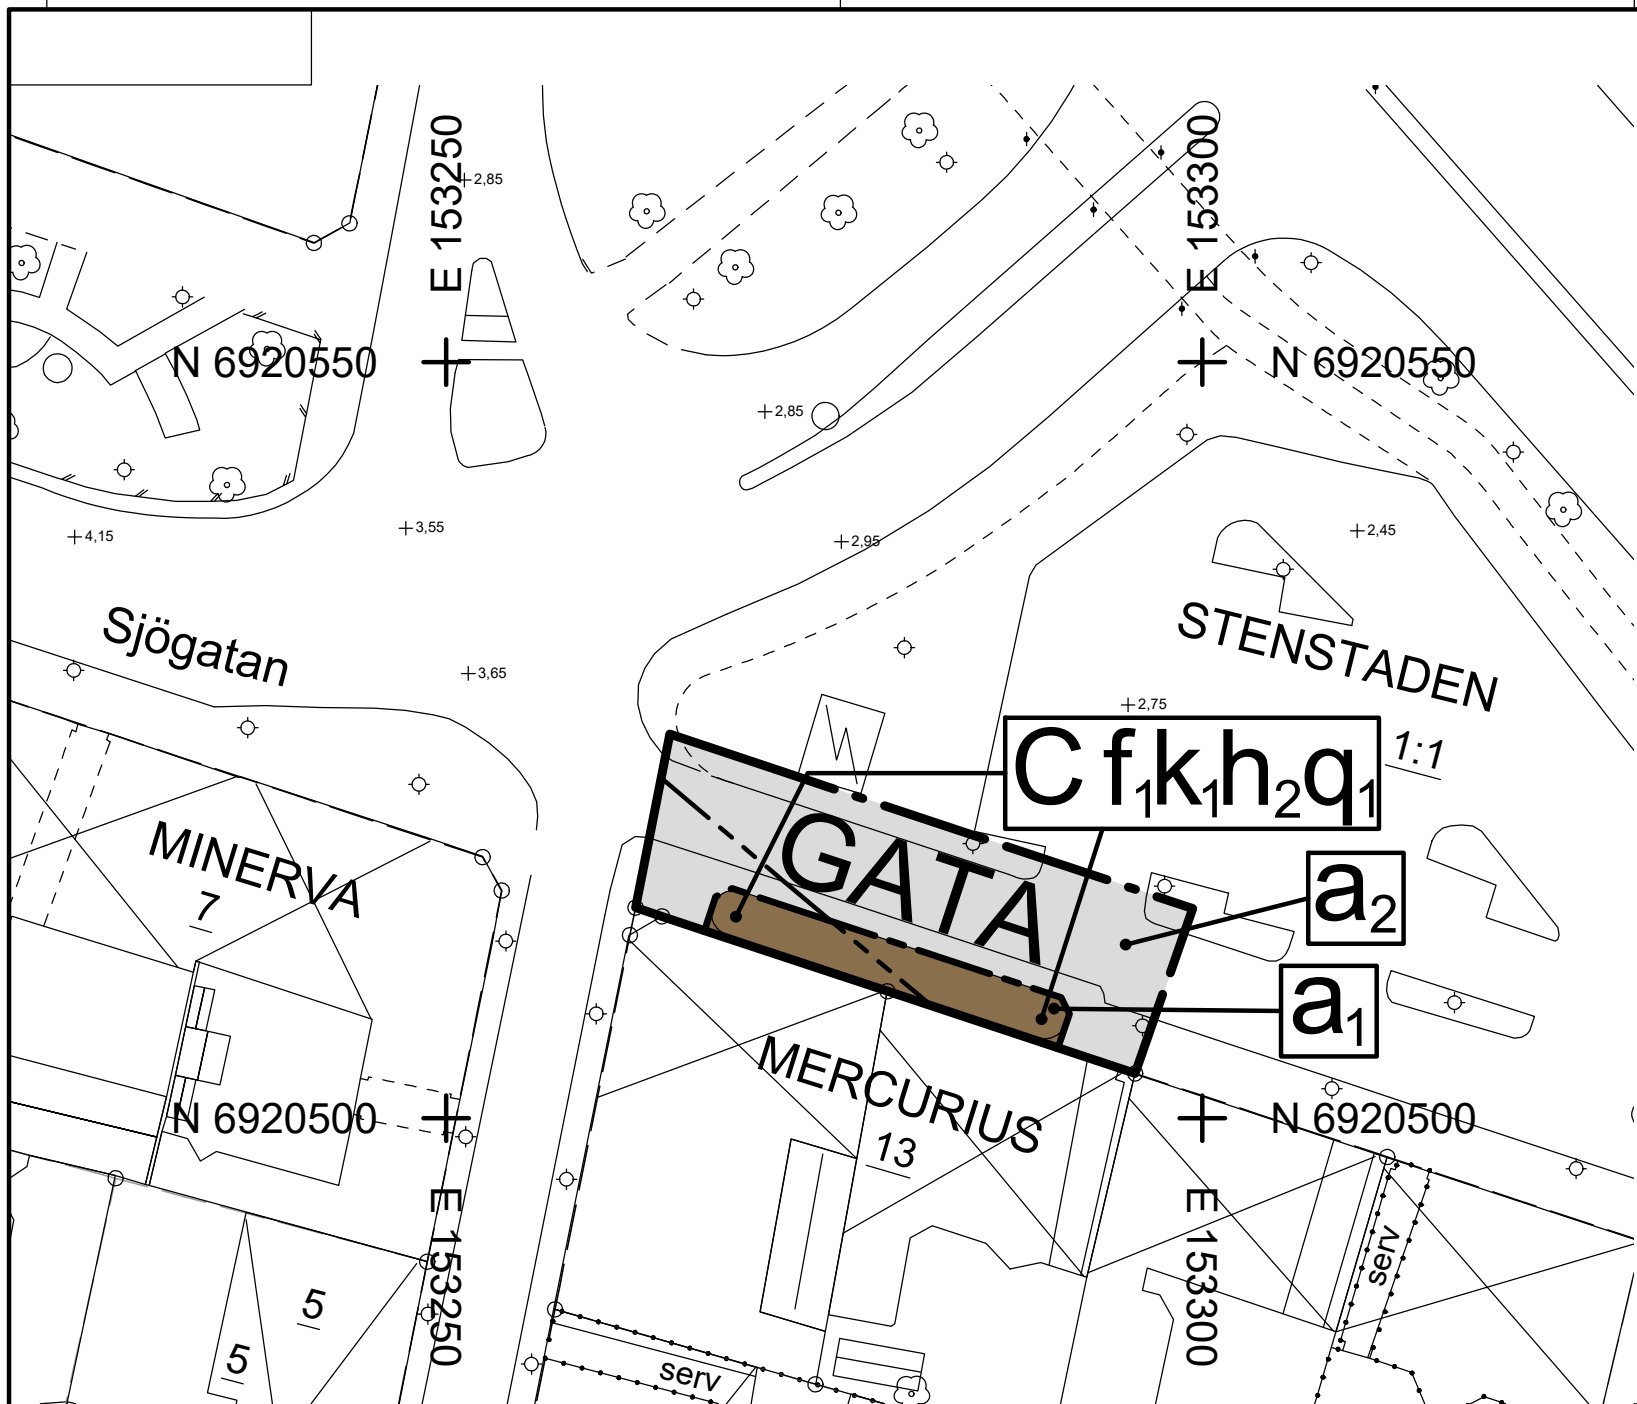 E 153250
E 153300
2,85
N 6920550
N 6920550
2,85
4,15
3,55
2,95
2,45
Sjögatan
STENSTADEN
1:1
3,65
2,75
C f1k1h2q1
MINERVA
7
GATA
a2
a1
MERCURIUS
13
N 6920500
N 6920500
E 153250
E 153300
serv
5
5
serv